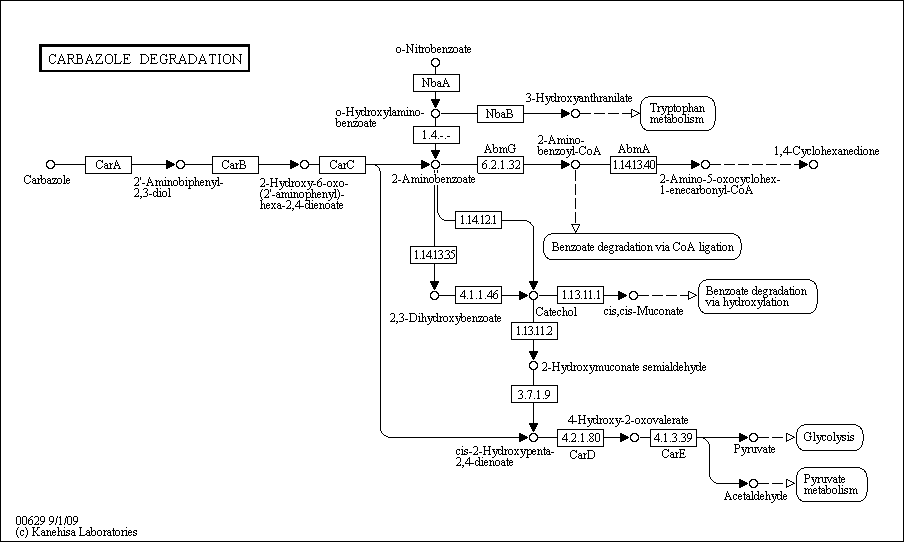 CARBAZOLE DEGRADATION
o-Nitrobenzoate
NbaA
o-Hydroxylamino-
benzoate
NbaB
3-Hydroxyanthranilate
Tryptophan
metabolism
1.4.-.-
Carbazole
CarA
2'-Aminobiphenyl-
2,3-diol
CarB
2-Hydroxy-6-oxo-
(2'-aminophenyl)-
hexa-2,4-dienoate
CarC
2-Aminobenzoate
AbmG
6.2.1.32
2-Amino-
benzoyl-CoA
AbmA
1.14.13.40
2-Amino-5-oxocyclohex-
1-enecarbonyl-CoA
1,4-Cyclohexanedione
1.14.12.1
Benzoate degradation via CoA ligation
1.14.13.35
2,3-Dihydroxybenzoate
4.1.1.46
Catechol
1.13.11.1
cis,cis-Muconate
Benzoate degradation
via hydroxylation
1.13.11.2
2-Hydroxymuconate semialdehyde
3.7.1.9
cis-2-Hydroxypenta-
2,4-dienoate
4.2.1.80
CarD
4-Hydroxy-2-oxovalerate
4.1.3.39
CarE
Pyruvate
Glycolysis
Acetaldehyde
Pyruvate
metabolism
00629 9/1/09
(c) Kanehisa Laboratories